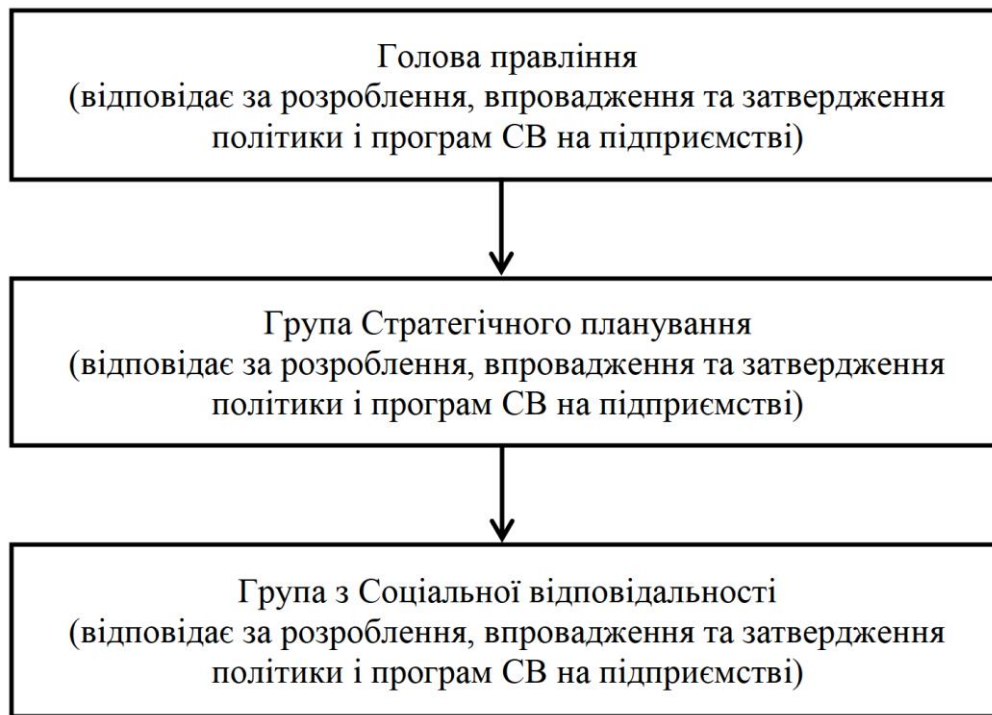 Голова правління
(відповідає за розроблення, впровадження та затвердження
політики і програм СВ на підприємстві)
Група Стратегічного планування
(відповідає за розроблення, впровадження та затвердження
політики і програм СВ на підприємстві)
Група з Соціальної відповідальності
(відповідає за розроблення, впровадження та затвердження
політики і програм СВ на підприємстві)